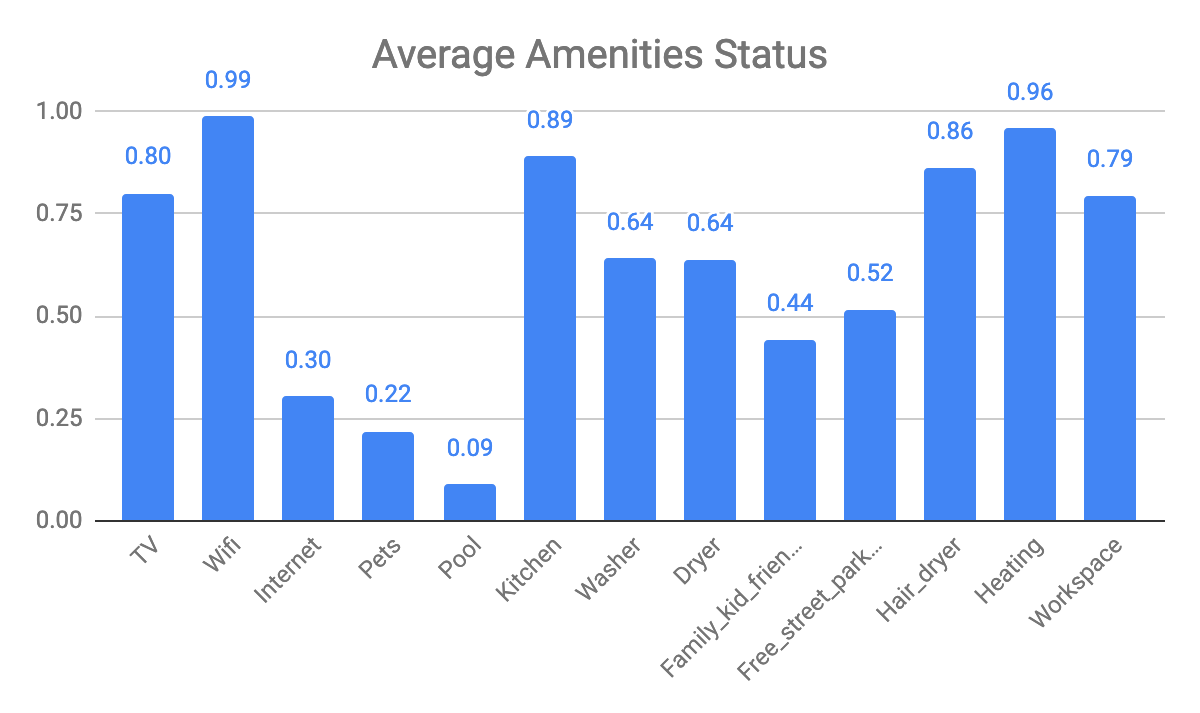 Average Amenities Status
1.00
0.75
0.50
0.25
0.00
0.80
0.99
0.30
0.22
0.09
0.89
0.64
0.64
0.44
0.52
0.86
0.96
0.79
TV
Wifi
Internet
Pets
Pool
Kitchen
Washer
Dryer
Family_kid_frien...
Free_street_park...
Hair_dryer
Heating
Workspace